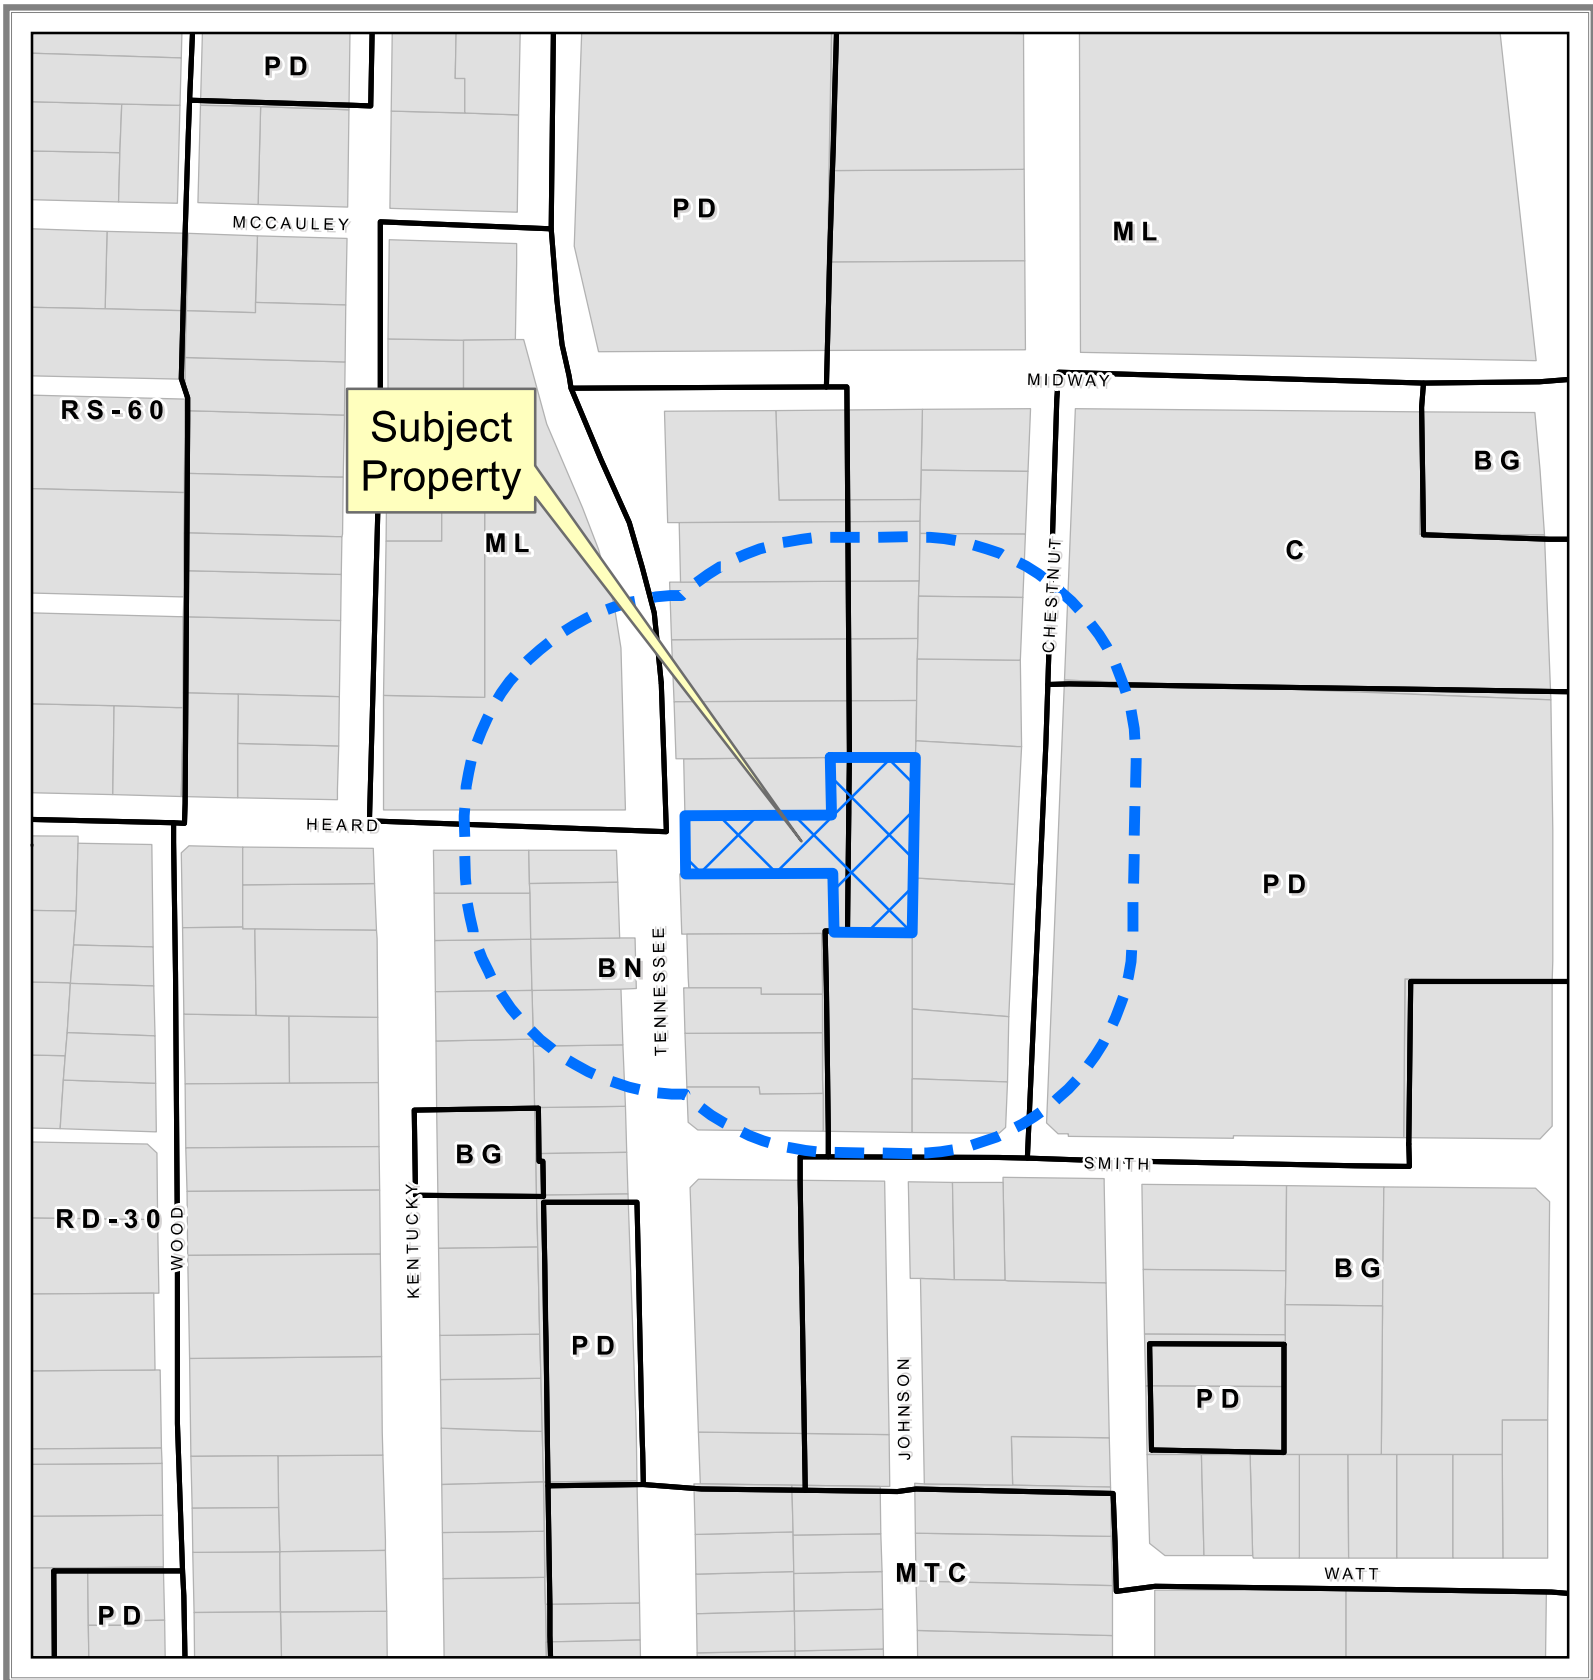 PD
PD
MCCAULEY
ML
MIDWAY
RS-60
Subject
Property
BG
ML
C
CHESTNUT
HEARD
PD
BN
TENNESSEE
BG
SMITH
RD-30
WOOD
KENTUCKY
BG
PD
PD
JOHNSON
MTC
WATT
PD